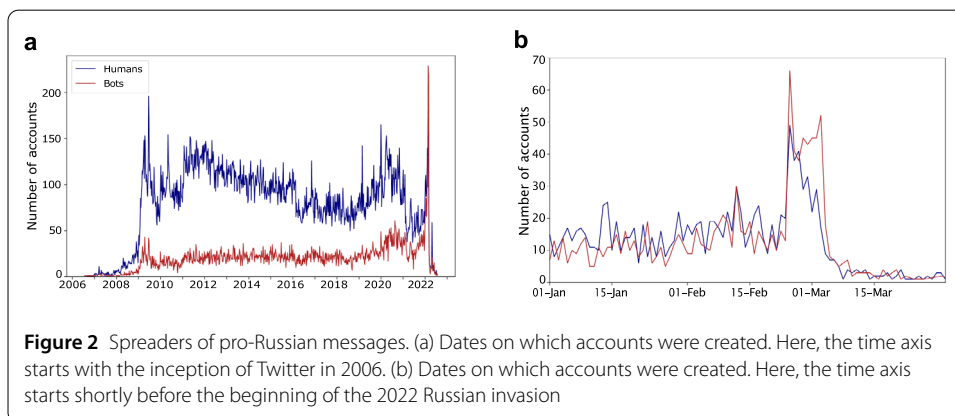 a
b
Number of accounts
Humans
Bots
200
150
100
50
0
2006 2008 2010 2012 2014 2016 2018 2020 2022
Number of accounts
70
60
50
40
30
20
10
0
01-Jan 15-Jan 01-Feb 15-Feb 01-Mar 15-Mar
Figure 2 Spreaders of pro-Russian messages. (a) Dates on which accounts were created. Here, the time axis
starts with the inception of Twitter in 2006. (b) Dates on which accounts were created. Here, the time axis
starts shortly before the beginning of the 2022 Russian invasion